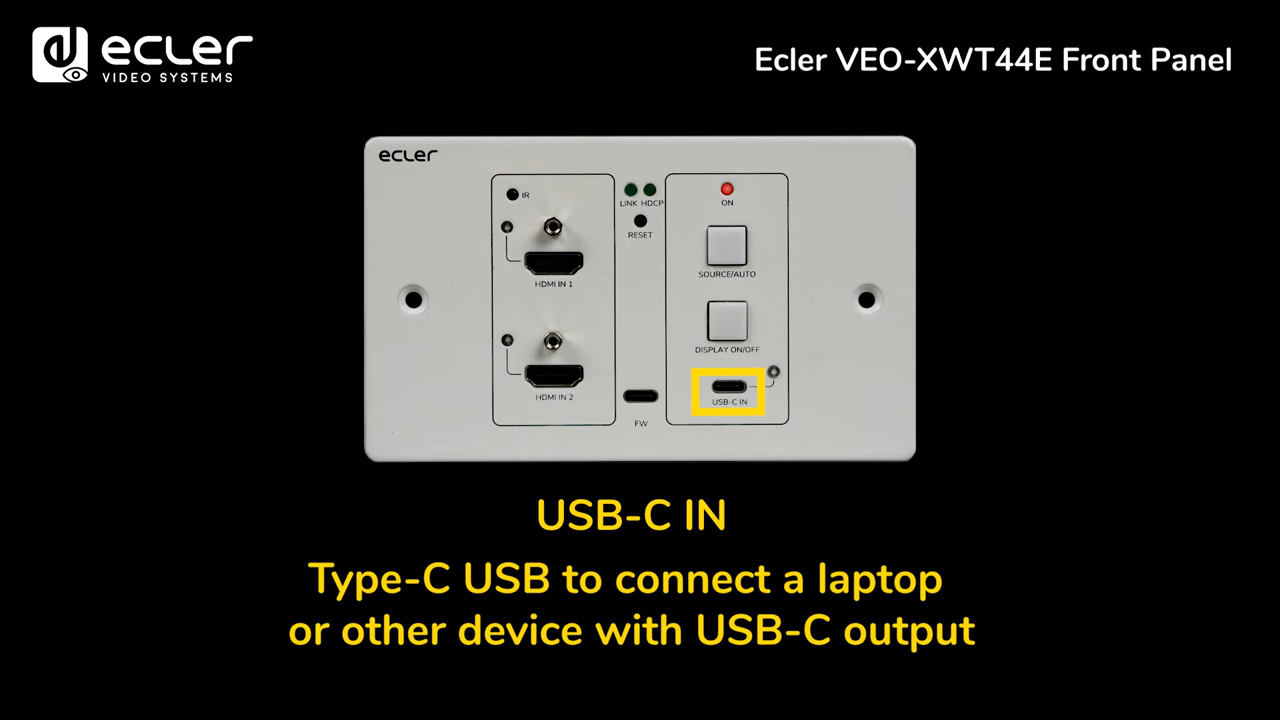 ecler
VIDEO SYSTEMS
Ecler VEO-XWT44E Front Panel
ecler
IR
HDMI IN 1
HDMI IN 2
LINK HDCP
RESET
FW
ON
SOURCE/AUTO
DISPLAY ON/OFF
USB-C IN
USB-C IN
Type-C USB to connect a laptop
or other device with USB-C output